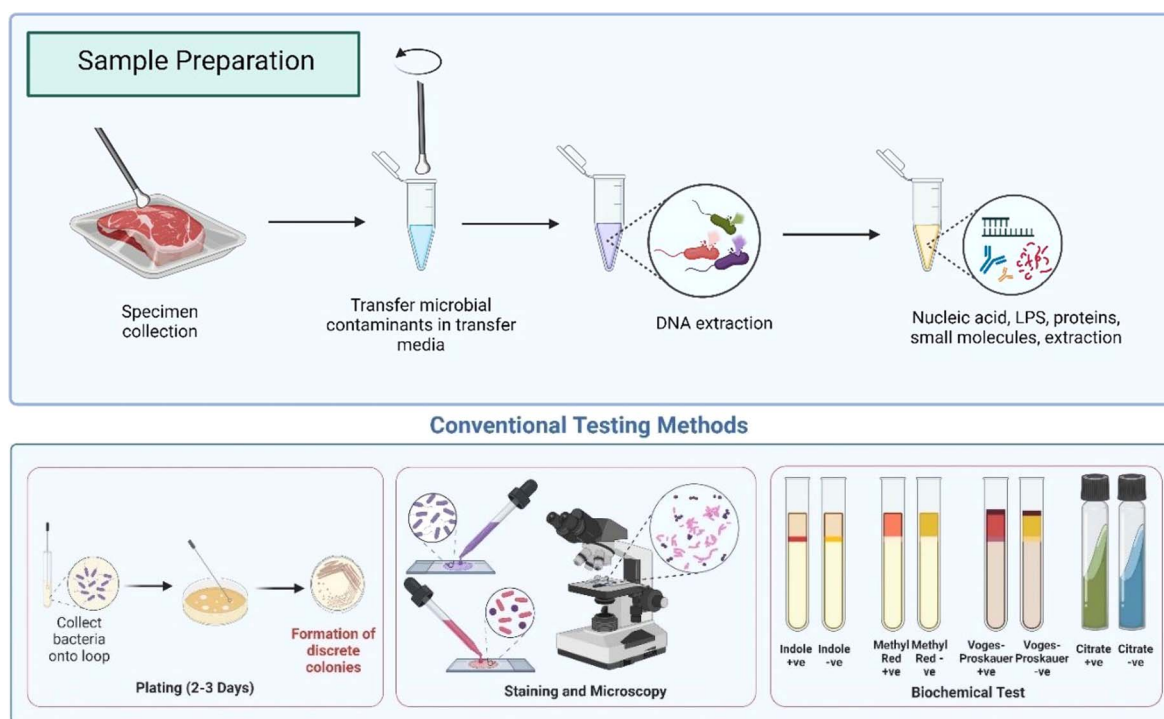 Sample Preparation
Specimen
collection
Transfer microbial
contaminants in transfer
media
DNA extraction
Nucleic acid, LPS, proteins,
small molecules, extraction
Conventional Testing Methods
Collect
bacteria
onto loop
Formation of
discrete
colonies
Plating (2-3 Days)
Staining and Microscopy
Indole
+ve
Indole
-ve
Methyl
Red
+ve
Methyl
Red -
ve
Voges-
Proskauer
+ve
Voges-
Proskauer
-ve
Citrate
+ve
Citrate
-ve
Biochemical Test